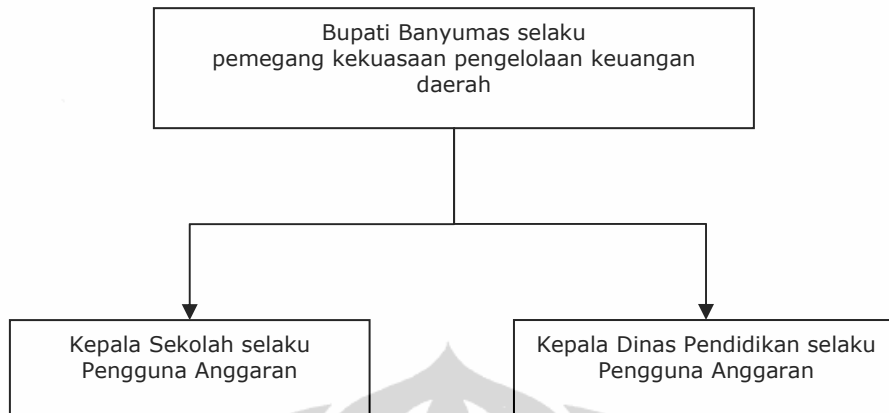 Bupati Banyumas selaku
pemegang kekuasaan pengelolaan keuangan
daerah
Kepala Sekolah selaku
Pengguna Anggaran
Kepala Dinas Pendidikan selaku
Pengguna Anggaran